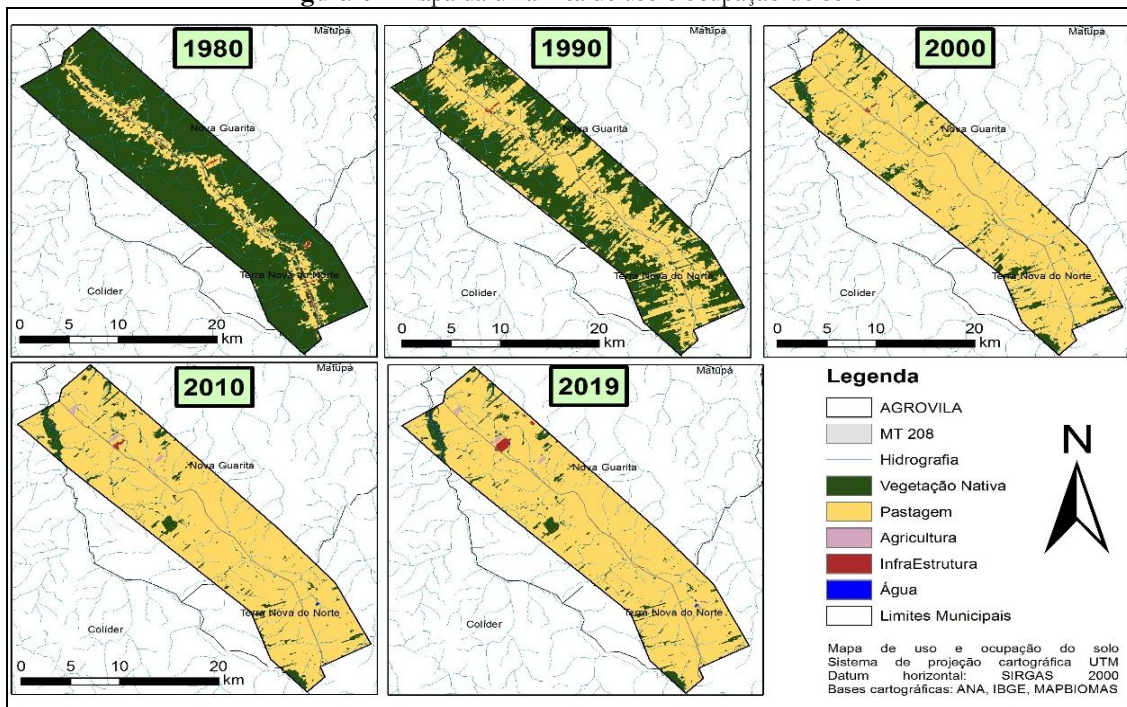 1980
Matupá
Nova Guarita
Terra Nova do Norte
Colíder
0 5 10 20
km
1990
Matupá
Nova Guarita
Terra Nova do Norte
Colíder
0 5 10 20
km
2000
Matupá
Nova Guarita
Terra Nova do Norte
Colíder
0 5 10 20
km
2010
Matupá
Nova Guarita
Terra Nova do Norte
Colíder
0 5 10 20
km
2019
Matupá
Nova Guarita
Terra Nova do Norte
Colíder
Legenda
AGROVILA
MT 208
Hidrografia
Vegetação Nativa
Pastagem
Agricultura
InfraEstrutura
Água
Limites Municipais
N
Mapa de uso e ocupação do solo
Sistema de projeção cartográfica UTM
Datum horizontal: SIRGAS 2000
Bases cartográficas: ANA, IBGE, MAPBIOMAS